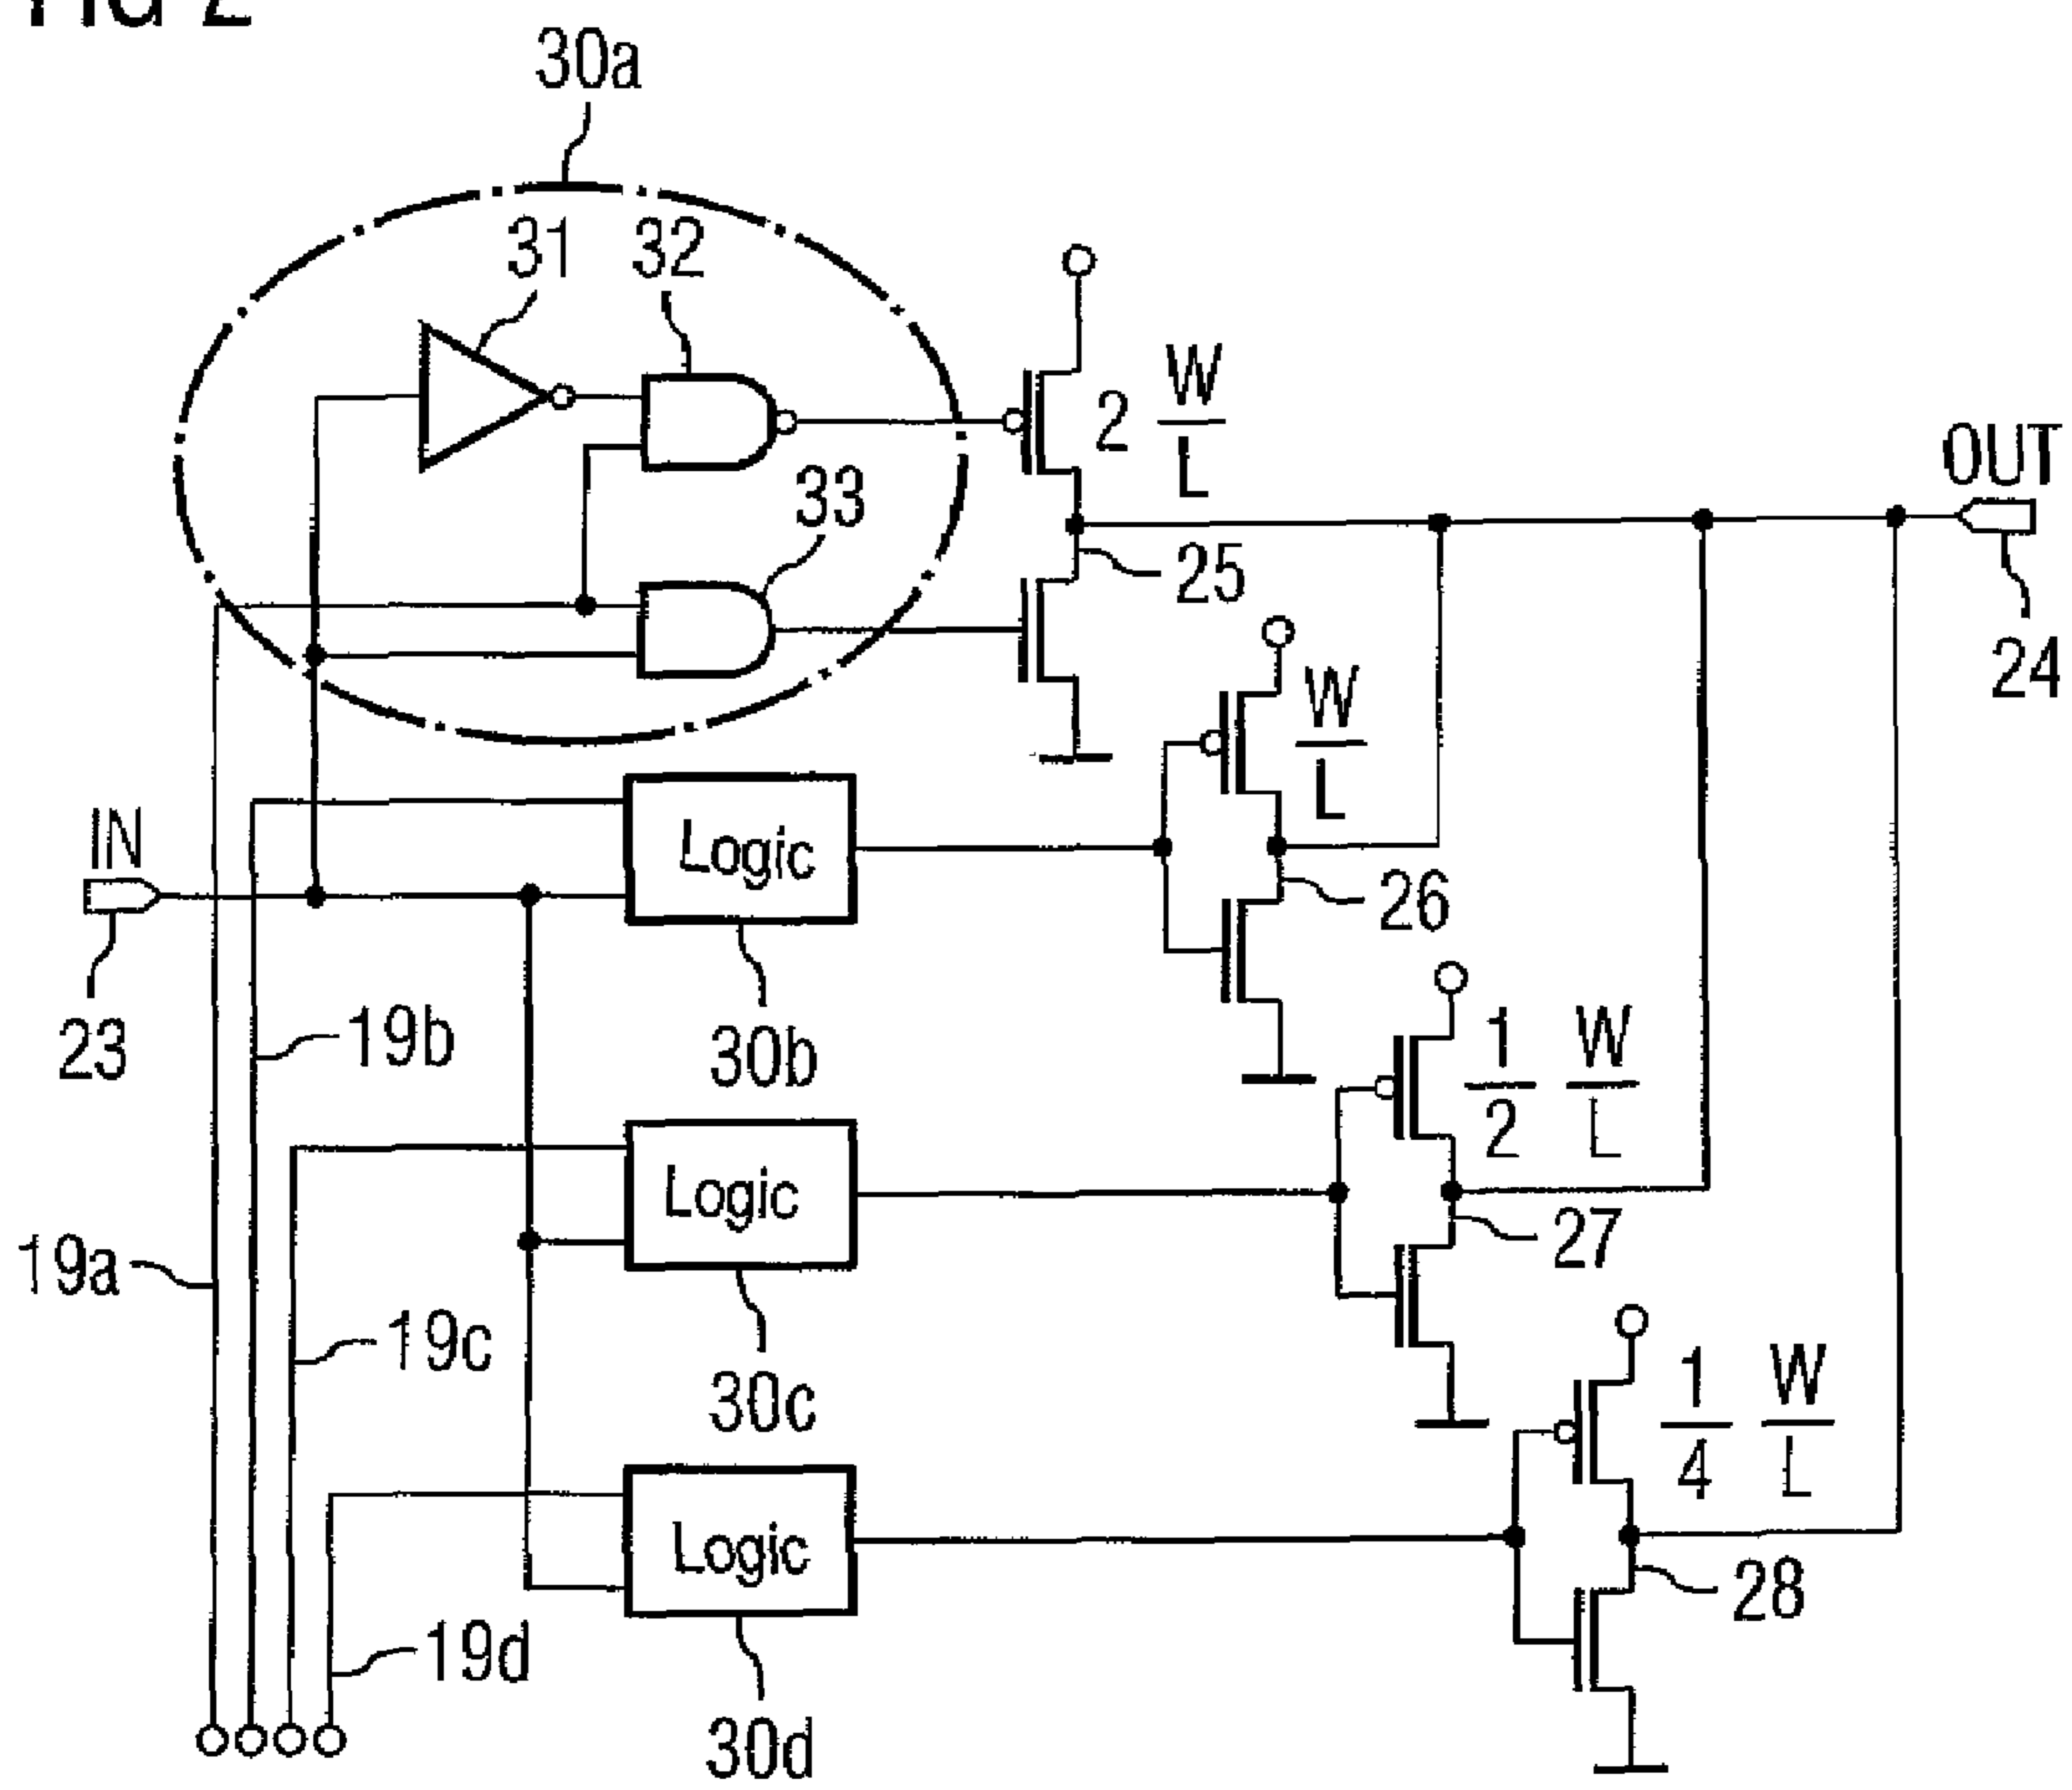 FIG 2
30a
31
32
2 W/L
33
OUT
25
24
W/L
IN
Logic
26
23
19b
30b
1/2 W/L
Logic
27
19a
19c
30c
1/4 W/L
Logic
28
19d
30d